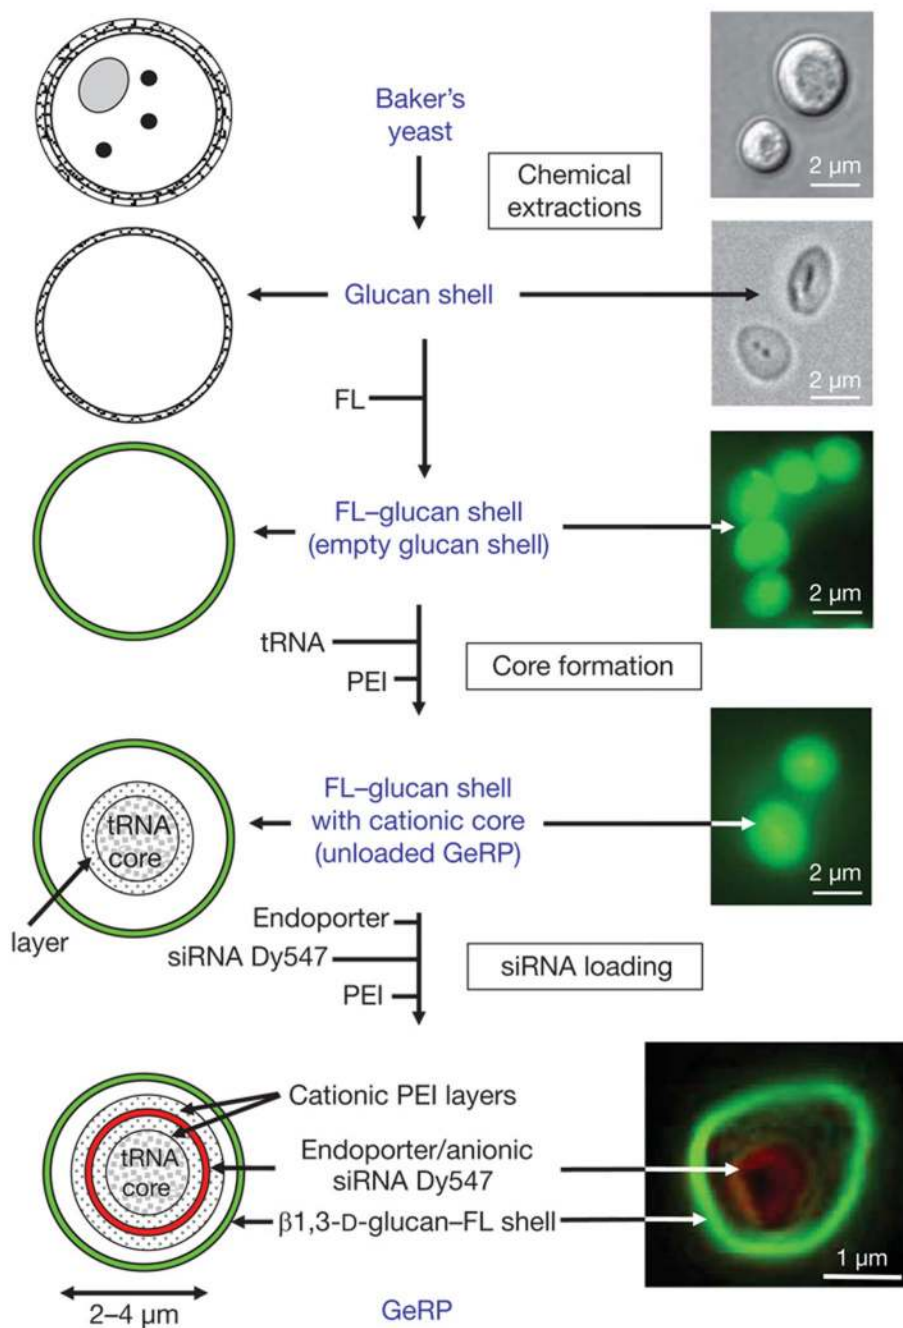 Baker's
yeast
2 µm
Chemical
extractions
Glucan shell
2 µm
FL
FL–glucan shell
(empty glucan shell)
2 µm
tRNA
PEI
Core formation
tRNA
core
layer
FL–glucan shell
with cationic core
(unloaded GeRP)
2 µm
Endoporter
siRNA Dy547
PEI
siRNA loading
tRNA
core
Cationic PEI layers
Endoporter/anionic
siRNA Dy547
β1,3-D-glucan–FL shell
1 µm
2–4 µm
GeRP